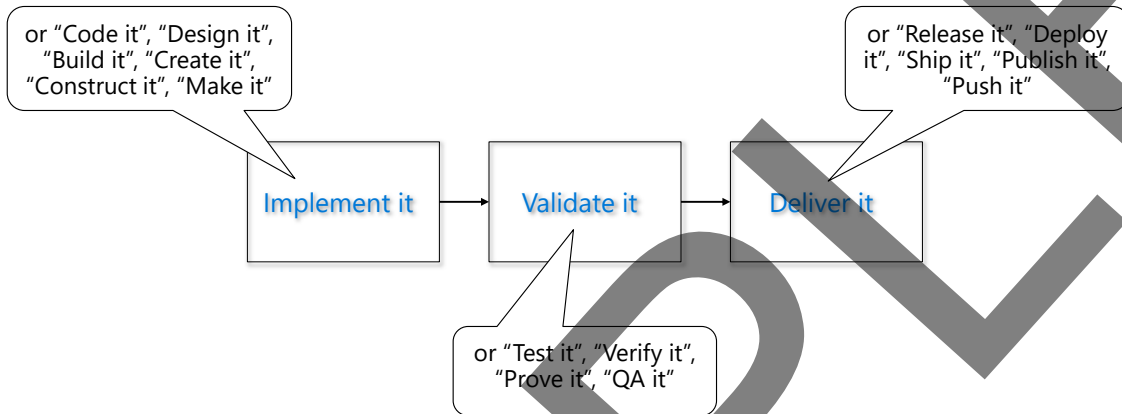 or “Code it”, “Design it”,
“Build it”, “Create it”,
“Construct it”, “Make it”
or “Release it”, “Deploy
it”, “Ship it”, “Publish it”,
“Push it”
Implement it
Validate it
Deliver it
or “Test it”, “Verify it”,
“Prove it”, “QA it”